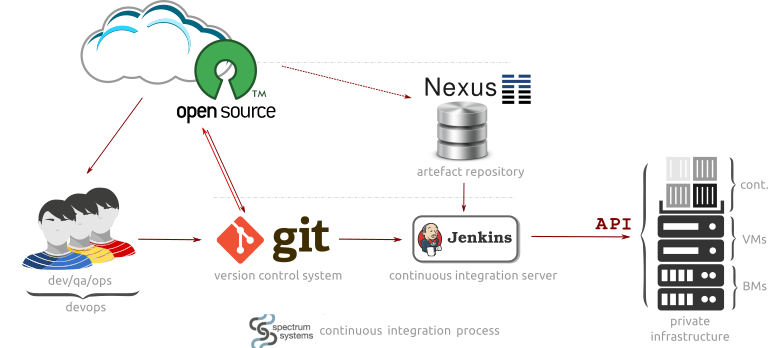 open source
TM
Nexus
artefact repository
cont.
API
VMs
git
Jenkins
dev/qa/ops
version control system
continuous integration server
BMs
devops
private
infrastructure
spectrum
systems
continuous integration process